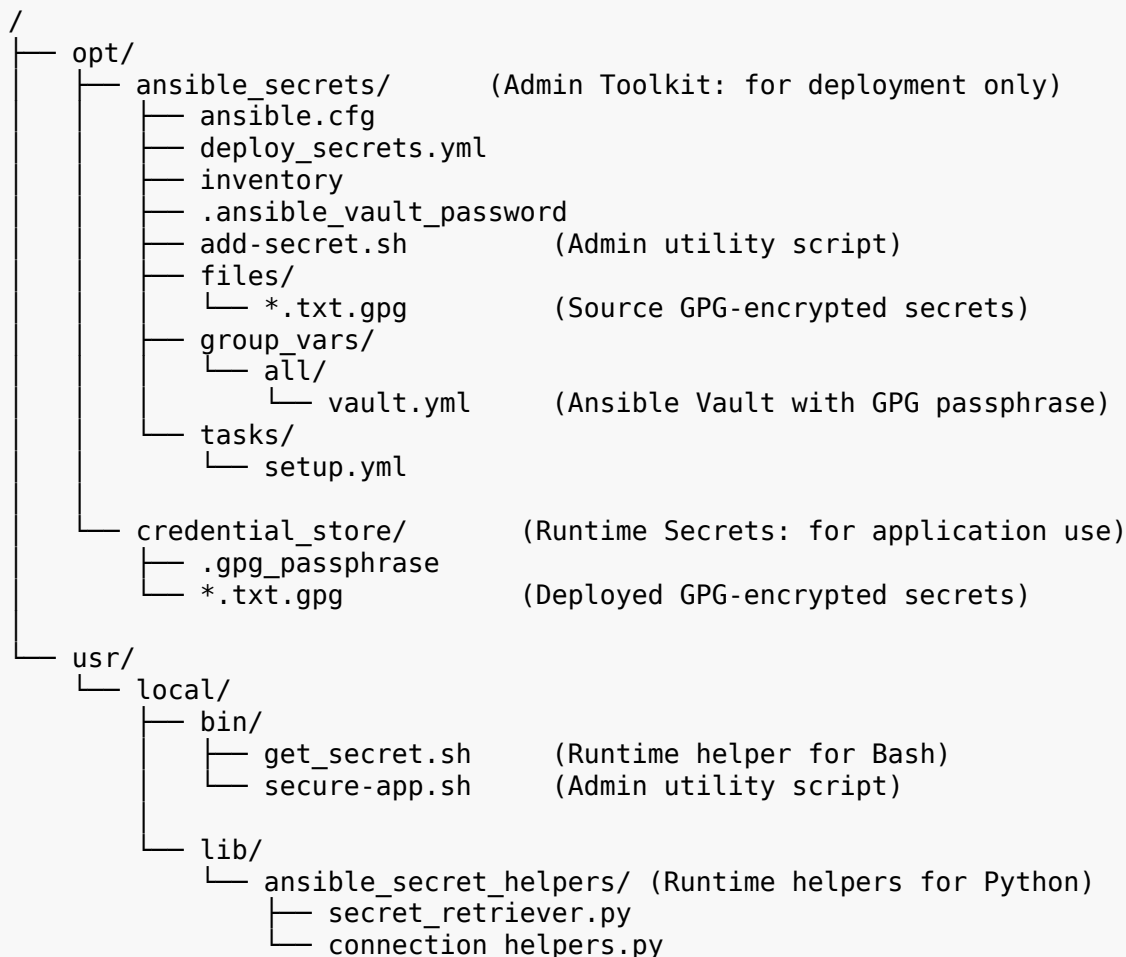 /
├── opt/
│   ├── ansible_secrets/      (Admin Toolkit: for deployment only)
│   │   ├── ansible.cfg
│   │   ├── deploy_secrets.yml
│   │   ├── inventory
│   │   ├── .ansible_vault_password
│   │   ├── add-secret.sh         (Admin utility script)
│   │   ├── files/
│   │   │   └── *.txt.gpg         (Source GPG-encrypted secrets)
│   │   ├── group_vars/
│   │   │   └── all/
│   │   │       └── vault.yml     (Ansible Vault with GPG passphrase)
│   │   └── tasks/
│   │       └── setup.yml
│   │
│   └── credential_store/       (Runtime Secrets: for application use)
│       ├── .gpg_passphrase
│       └── *.txt.gpg           (Deployed GPG-encrypted secrets)
│
└── usr/
    └── local/
        ├── bin/
        │   ├── get_secret.sh     (Runtime helper for Bash)
        │   └── secure-app.sh     (Admin utility script)
        │
        └── lib/
            └── ansible_secret_helpers/ (Runtime helpers for Python)
                ├── secret_retriever.py
                └── connection_helpers.py